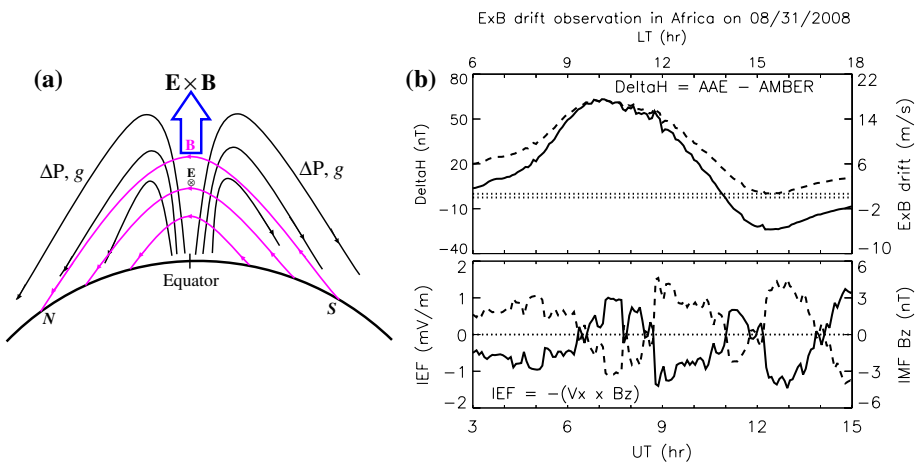 (a)
E × B
B
E
⊗
ΔP, g
ΔP, g
Equator
N
S
(b)
ExB drift observation in Africa on 08/31/2008
LT (hr)
6 9 12 15 18
DeltaH = AAE − AMBER
DeltaH (nT)
80
50
20
−10
−40
ExB drift (m/s)
22
14
6
−2
−10
IEF (mV/m)
2
1
0
−1
−2
IMF Bz (nT)
6
3
0
−3
−6
IEF = −(Vx x Bz)
3 6 9 12 15
UT (hr)